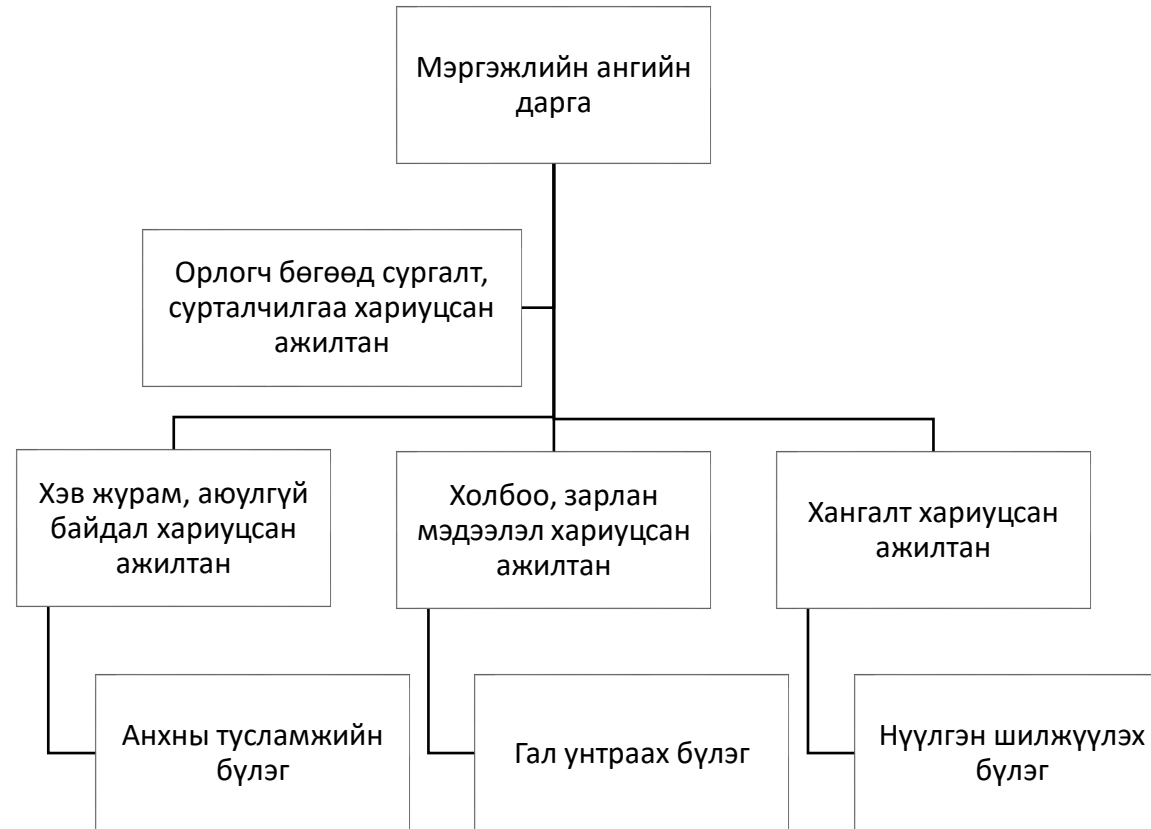 Мэргэжлийн ангийн
дарга
Орлогч бөгөөд сургалт,
сурталчилгаа хариуцсан
ажилтан
Хэв журам, аюулгүй
байдал хариуцсан
ажилтан
Холбоо, зарлан
мэдээлэл хариуцсан
ажилтан
Хангалт хариуцсан
ажилтан
Анхны тусламжийн
бүлэг
Гал унтраах бүлэг
Нүүлгэн шилжүүлэх
бүлэг